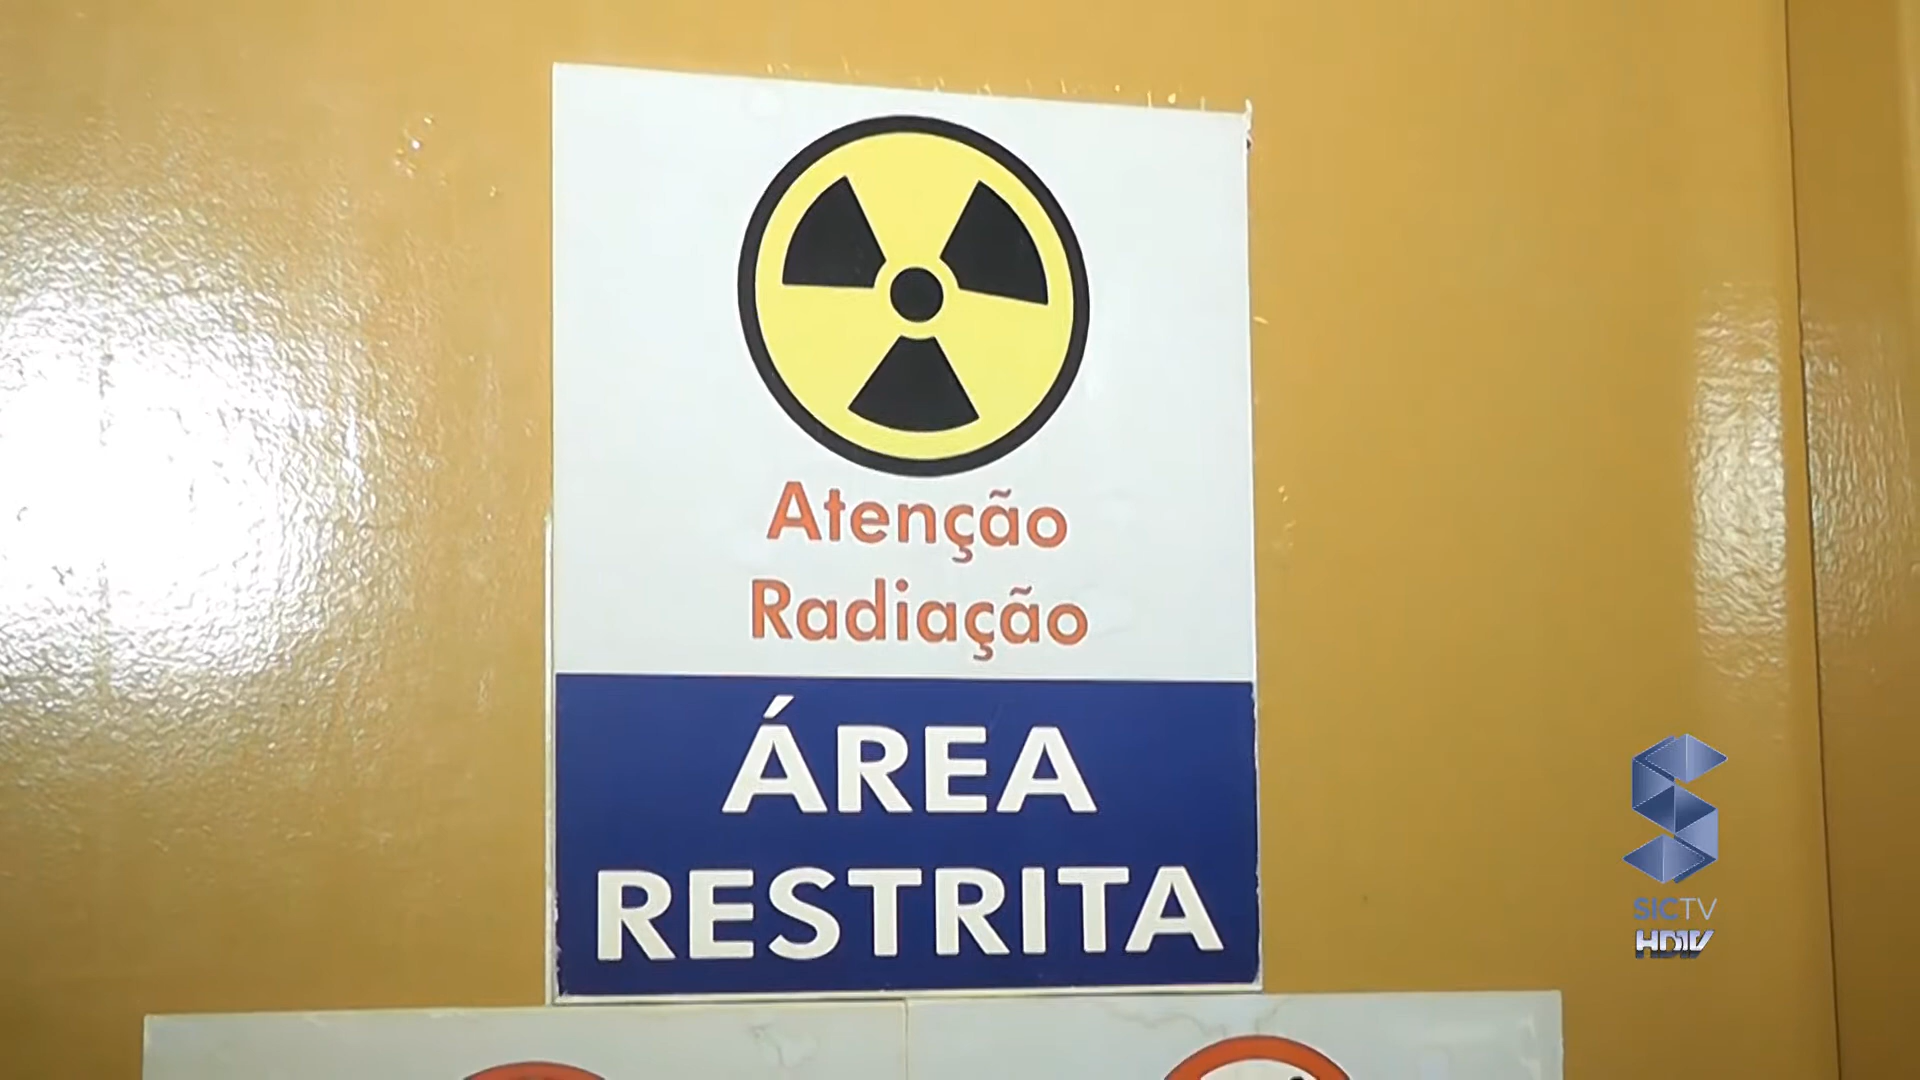 Atenção
Radiação
ÁREA
RESTRITA
SICTV
HDTV